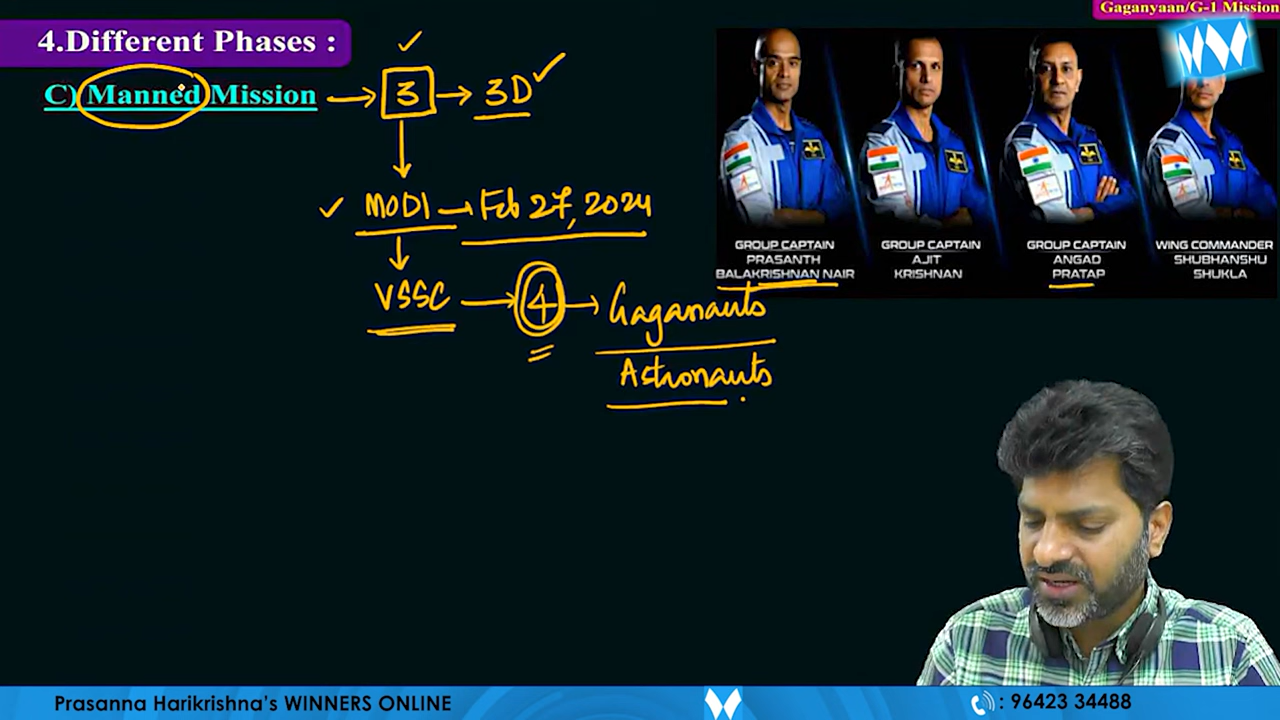 Gaganyaan/G-1 Mission
4.Different Phases :
C) Manned Mission → 3 → 3D
MODI → Feb 27, 2024
VSSC → 4 → Gaganauts
Astronauts
GROUP CAPTAIN
PRASANTH
BALAKRISHNAN NAIR
GROUP CAPTAIN
AJIT
KRISHNAN
GROUP CAPTAIN
ANGAD
PRATAP
WING COMMANDER
SHUBHANSHU
SHUKLA
Prasanna Harikrishna's WINNERS ONLINE
: 96423 34488